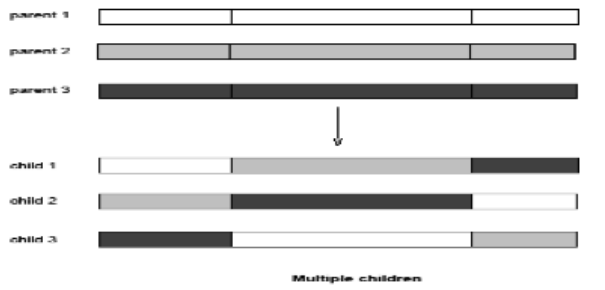 parent 1
parent 2
parent 3
child 1
child 2
child 3
Multiple children